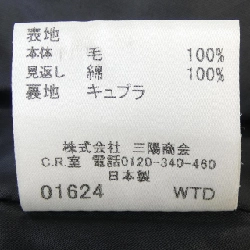 表地
本体 毛 100%
見返し 綿 100%
裏地 キュプラ
株式会社 三陽商会
C.R.室 電話0120-340-460
日本製
01624 WTD